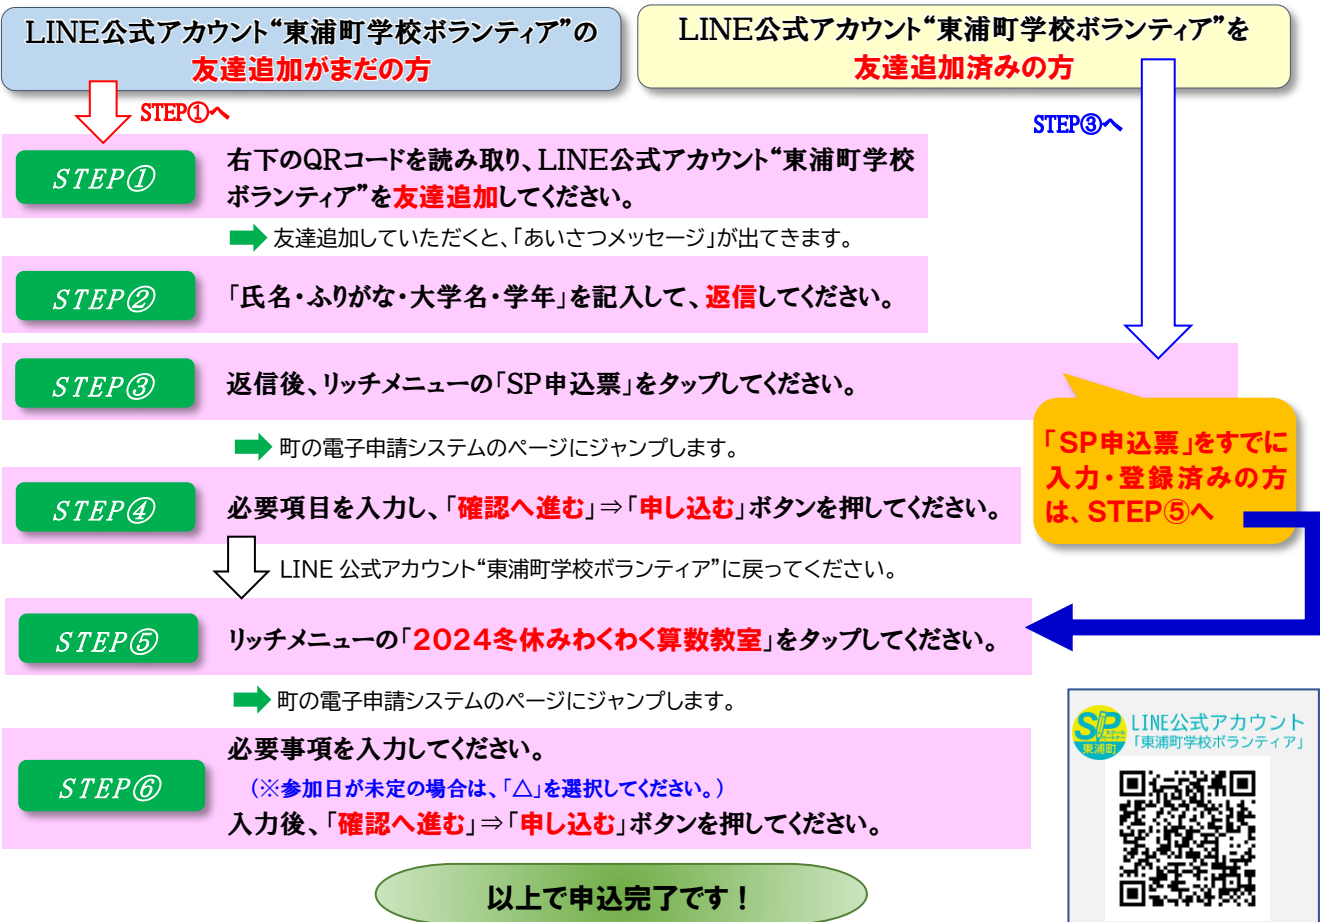 LINE公式アカウント“東浦町学校ボランティア”の
友達追加がまだの方
LINE公式アカウント“東浦町学校ボランティア”を
友達追加済みの方
STEP①へ
STEP③へ
STEP①
右下のQRコードを読み取り、LINE公式アカウント“東浦町学校
ボランティア”を友達追加してください。
友達追加していただくと、「あいさつメッセージ」が出てきます。
STEP②
「氏名・ふりがな・大学名・学年」を記入して、返信してください。
STEP③
返信後、リッチメニューの「SP申込票」をタップしてください。
町の電子申請システムのページにジャンプします。
「SP申込票」をすでに
入力・登録済みの方
は、STEP⑤へ
STEP④
必要項目を入力し、「確認へ進む」⇒「申し込む」ボタンを押してください。
LINE 公式アカウント“東浦町学校ボランティア”に戻ってください。
STEP⑤
リッチメニューの「2024冬休みわくわく算数教室」をタップしてください。
町の電子申請システムのページにジャンプします。
STEP⑥
必要事項を入力してください。
(※参加日が未定の場合は、「△」を選択してください。)
入力後、「確認へ進む」⇒「申し込む」ボタンを押してください。
SP
スクール
パートナー
東浦町
LINE公式アカウント
「東浦町学校ボランティア」
以上で申込完了です！